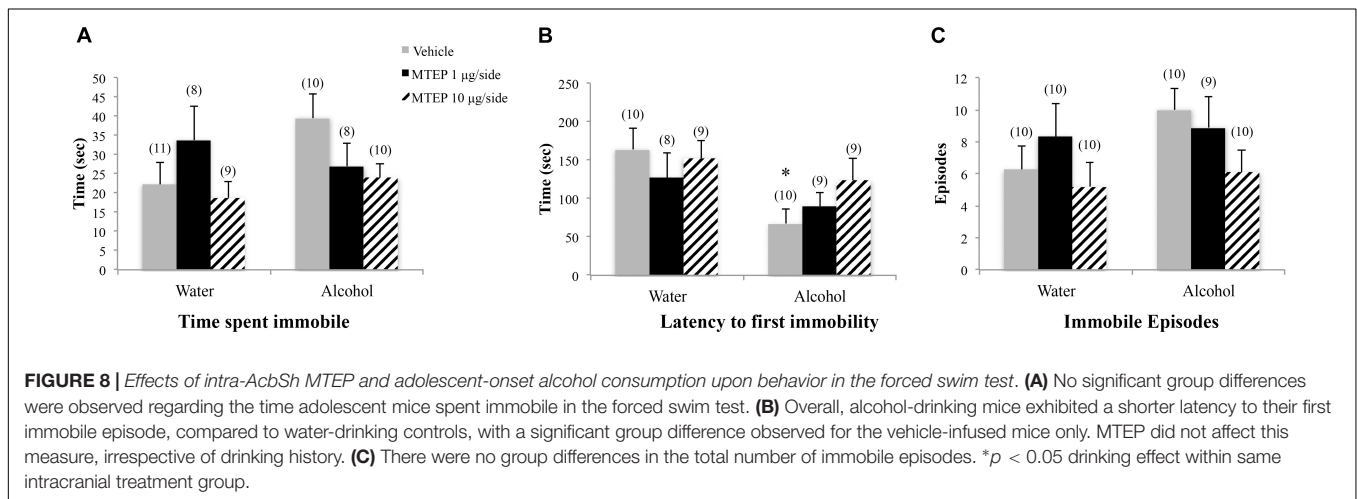 A
B
C
Vehicle
MTEP 1 µg/side
MTEP 10 µg/side
Time (sec)
50
45
40
35
30
25
20
15
10
5
0
(11)
(8)
(9)
(10)
(8)
(10)
Water
Alcohol
Time spent immobile
Time (sec)
250
200
150
100
50
0
(10)
(8)
(9)
*
(10)
(9)
(9)
Water
Alcohol
Latency to first immobility
Episodes
12
10
8
6
4
2
0
(10)
(10)
(10)
(10)
(9)
(10)
Water
Alcohol
Immobile Episodes
FIGURE 8 | Effects of intra-AcbSh MTEP and adolescent-onset alcohol consumption upon behavior in the forced swim test. (A) No significant group differences
were observed regarding the time adolescent mice spent immobile in the forced swim test. (B) Overall, alcohol-drinking mice exhibited a shorter latency to their first
immobile episode, compared to water-drinking controls, with a significant group difference observed for the vehicle-infused mice only. MTEP did not affect this
measure, irrespective of drinking history. (C) There were no group differences in the total number of immobile episodes. *p < 0.05 drinking effect within same
intracranial treatment group.